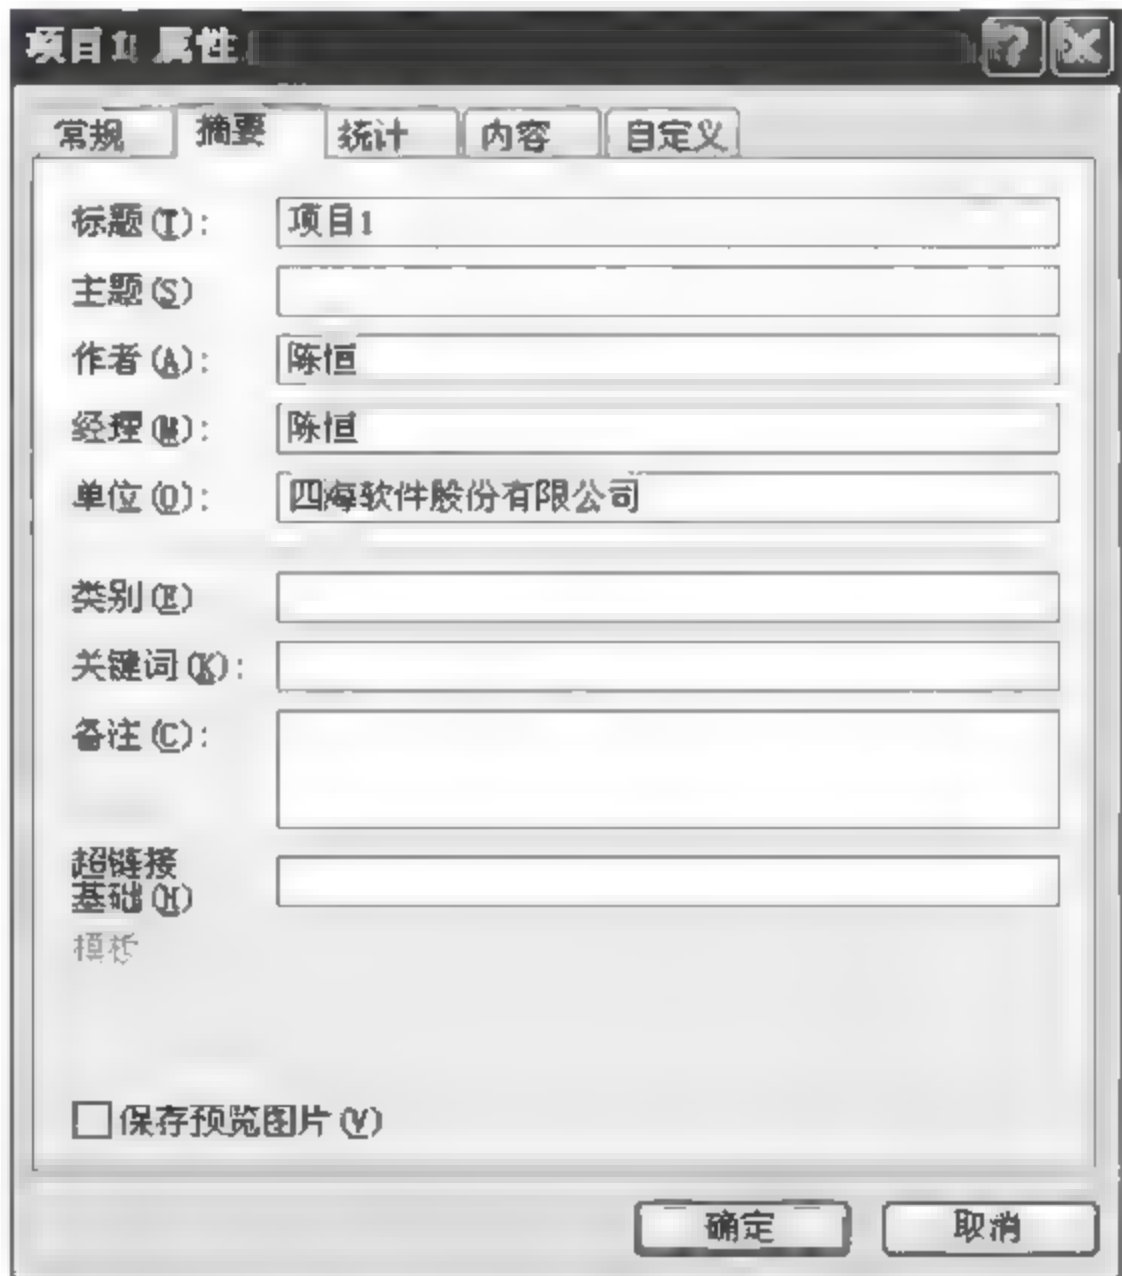 项目1 属性
常规 摘要 统计 内容 自定义
标题(T): 项目1
主题(S)
作者(A): 陈恒
经理(M): 陈恒
单位(O): 四海软件股份有限公司
类别(E)
关键词(K):
备注(C):
超链接
基础(H)
模板
保存预览图片(V)
确定 取消